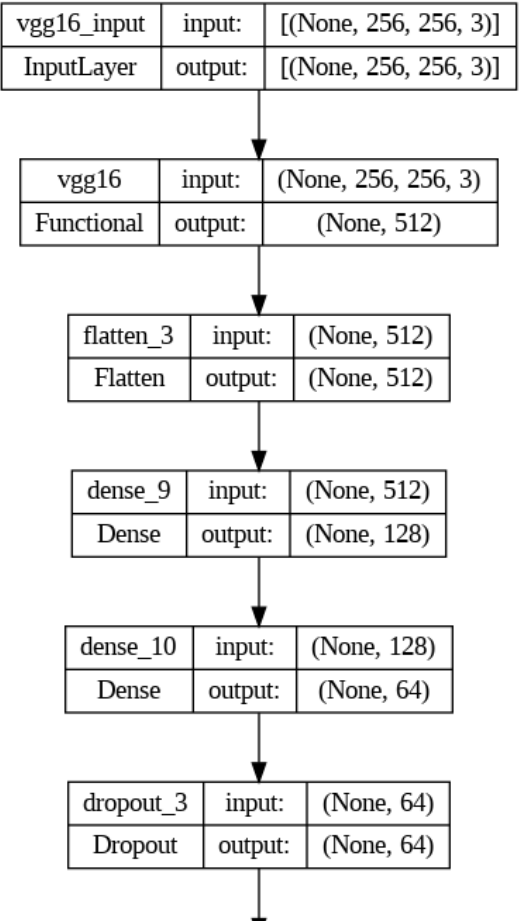 vgg16_input input: [(None, 256, 256, 3)]
InputLayer output: [(None, 256, 256, 3)]
vgg16 input: (None, 256, 256, 3)
Functional output: (None, 512)
flatten_3 input: (None, 512)
Flatten output: (None, 512)
dense_9 input: (None, 512)
Dense output: (None, 128)
dense_10 input: (None, 128)
Dense output: (None, 64)
dropout_3 input: (None, 64)
Dropout output: (None, 64)